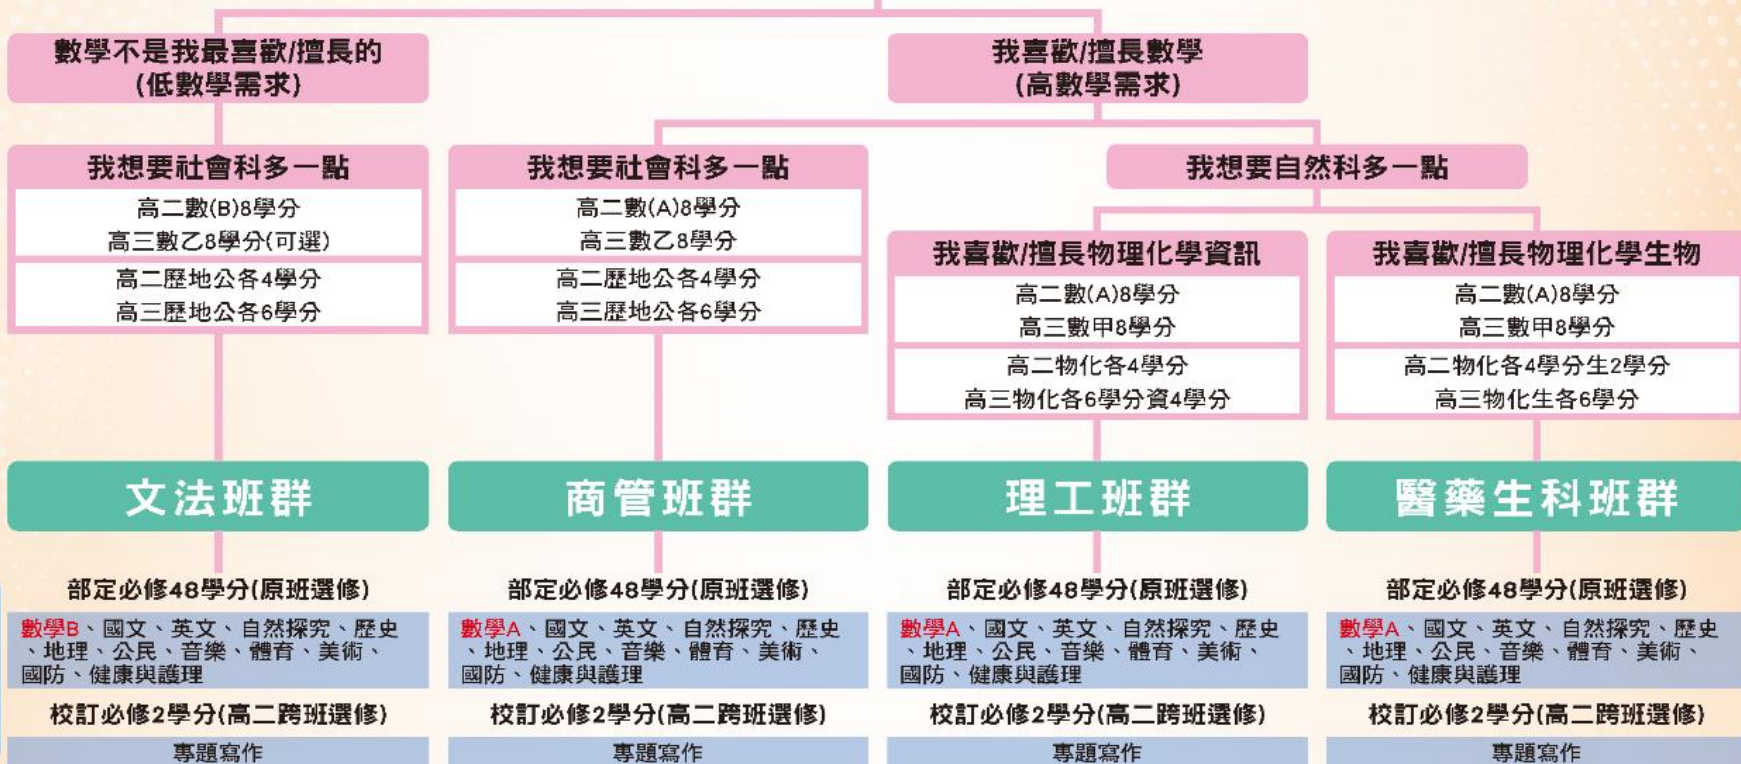 數學不是我最喜歡/擅長的
(低數學需求)
我喜歡/擅長數學
(高數學需求)
我想要社會科多一點
高二數(B)8學分
高三數乙8學分(可選)
高二歷地公各4學分
高三歷地公各6學分
我想要社會科多一點
高二數(A)8學分
高三數乙8學分
高二歷地公各4學分
高三歷地公各6學分
我想要自然科多一點
我喜歡/擅長物理化學資訊
高二數(A)8學分
高三數甲8學分
高二物化各4學分
高三物化各6學分資4學分
我喜歡/擅長物理化學生物
高二數(A)8學分
高三數甲8學分
高二物化各4學分生2學分
高三物化生各6學分
文法班群
商管班群
理工班群
醫藥生科班群
部定必修48學分(原班選修)
數學B、國文、英文、自然探究、歷史
、地理、公民、音樂、體育、美術、
國防、健康與護理
校訂必修2學分(高二跨班選修)
專題寫作
部定必修48學分(原班選修)
數學A、國文、英文、自然探究、歷史
、地理、公民、音樂、體育、美術、
國防、健康與護理
校訂必修2學分(高二跨班選修)
專題寫作
部定必修48學分(原班選修)
數學A、國文、英文、自然探究、歷史
、地理、公民、音樂、體育、美術、
國防、健康與護理
校訂必修2學分(高二跨班選修)
專題寫作
部定必修48學分(原班選修)
數學A、國文、英文、自然探究、歷史
、地理、公民、音樂、體育、美術、
國防、健康與護理
校訂必修2學分(高二跨班選修)
專題寫作